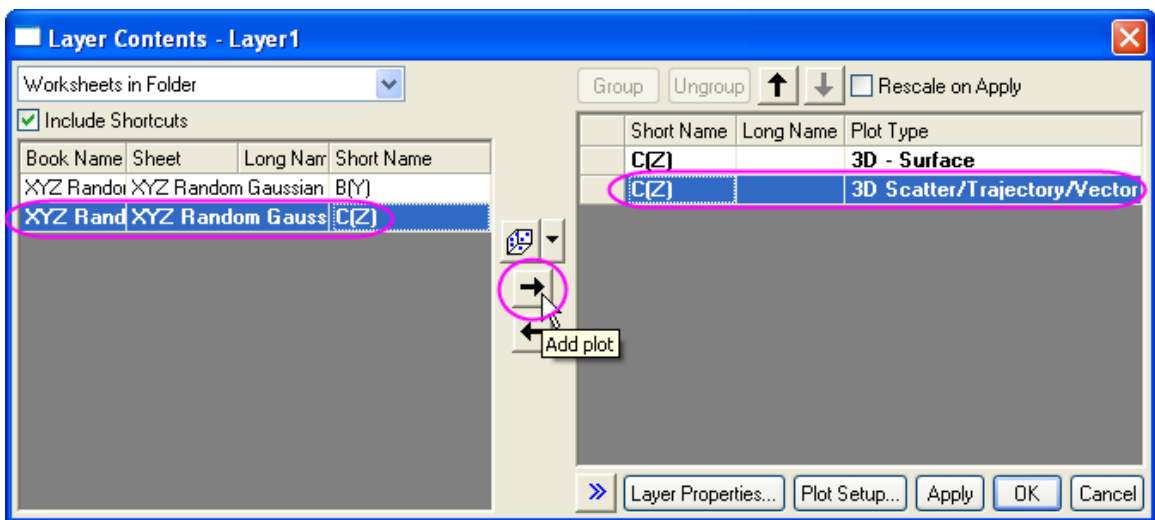 Layer Contents - Layer1
Worksheets in Folder
Include Shortcuts
Book Name Sheet Long Nam Short Name
XYZ Randor XYZ Random Gaussian B(Y)
XYZ Rand XYZ Random Gauss C(Z)
Add plot
Group Ungroup Rescale on Apply
Short Name Long Name Plot Type
C(Z) 3D - Surface
C(Z) 3D Scatter/Trajectory/Vector
Layer Properties... Plot Setup... Apply OK Cancel